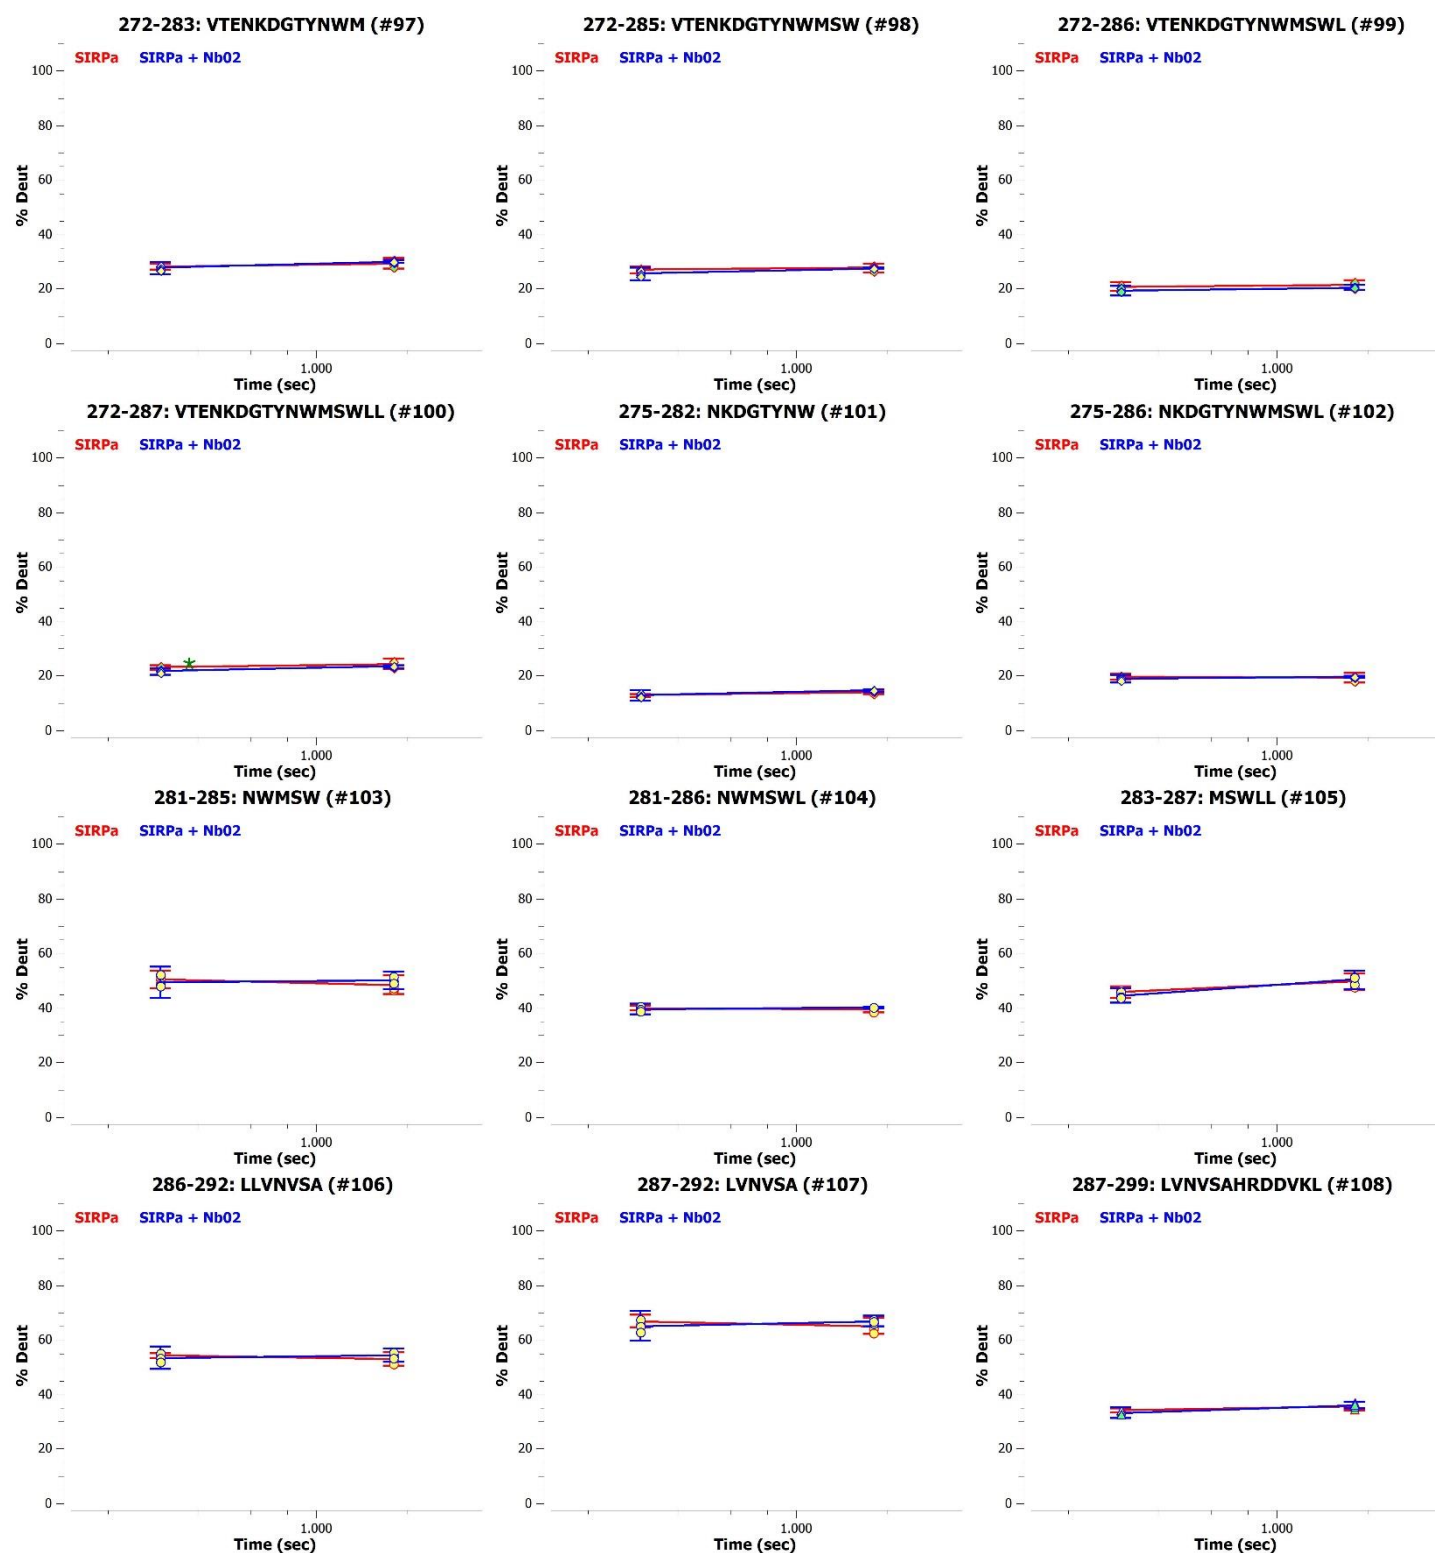 272-283: VTENKDGTYNWM (#97)
SIRPa SIRPa + Nb02
100
80
60
40
20
0
% Deut
1.000
Time (sec)
272-285: VTENKDGTYNWMSW (#98)
SIRPa SIRPa + Nb02
100
80
60
40
20
0
% Deut
1.000
Time (sec)
272-286: VTENKDGTYNWMSWL (#99)
SIRPa SIRPa + Nb02
100
80
60
40
20
0
% Deut
1.000
Time (sec)
272-287: VTENKDGTYNWMSWLL (#100)
SIRPa SIRPa + Nb02
100
80
60
40
20
0
% Deut
1.000
Time (sec)
275-282: NKDGTYNW (#101)
SIRPa SIRPa + Nb02
100
80
60
40
20
0
% Deut
1.000
Time (sec)
275-286: NKDGTYNWMSWL (#102)
SIRPa SIRPa + Nb02
100
80
60
40
20
0
% Deut
1.000
Time (sec)
281-285: NWMSW (#103)
SIRPa SIRPa + Nb02
100
80
60
40
20
0
% Deut
1.000
Time (sec)
281-286: NWMSWL (#104)
SIRPa SIRPa + Nb02
100
80
60
40
20
0
% Deut
1.000
Time (sec)
283-287: MSWLL (#105)
SIRPa SIRPa + Nb02
100
80
60
40
20
0
% Deut
1.000
Time (sec)
286-292: LLVNVSA (#106)
SIRPa SIRPa + Nb02
100
80
60
40
20
0
% Deut
1.000
Time (sec)
287-292: LVNVSA (#107)
SIRPa SIRPa + Nb02
100
80
60
40
20
0
% Deut
1.000
Time (sec)
287-299: LVNVSAHRDDVKL (#108)
SIRPa SIRPa + Nb02
100
80
60
40
20
0
% Deut
1.000
Time (sec)